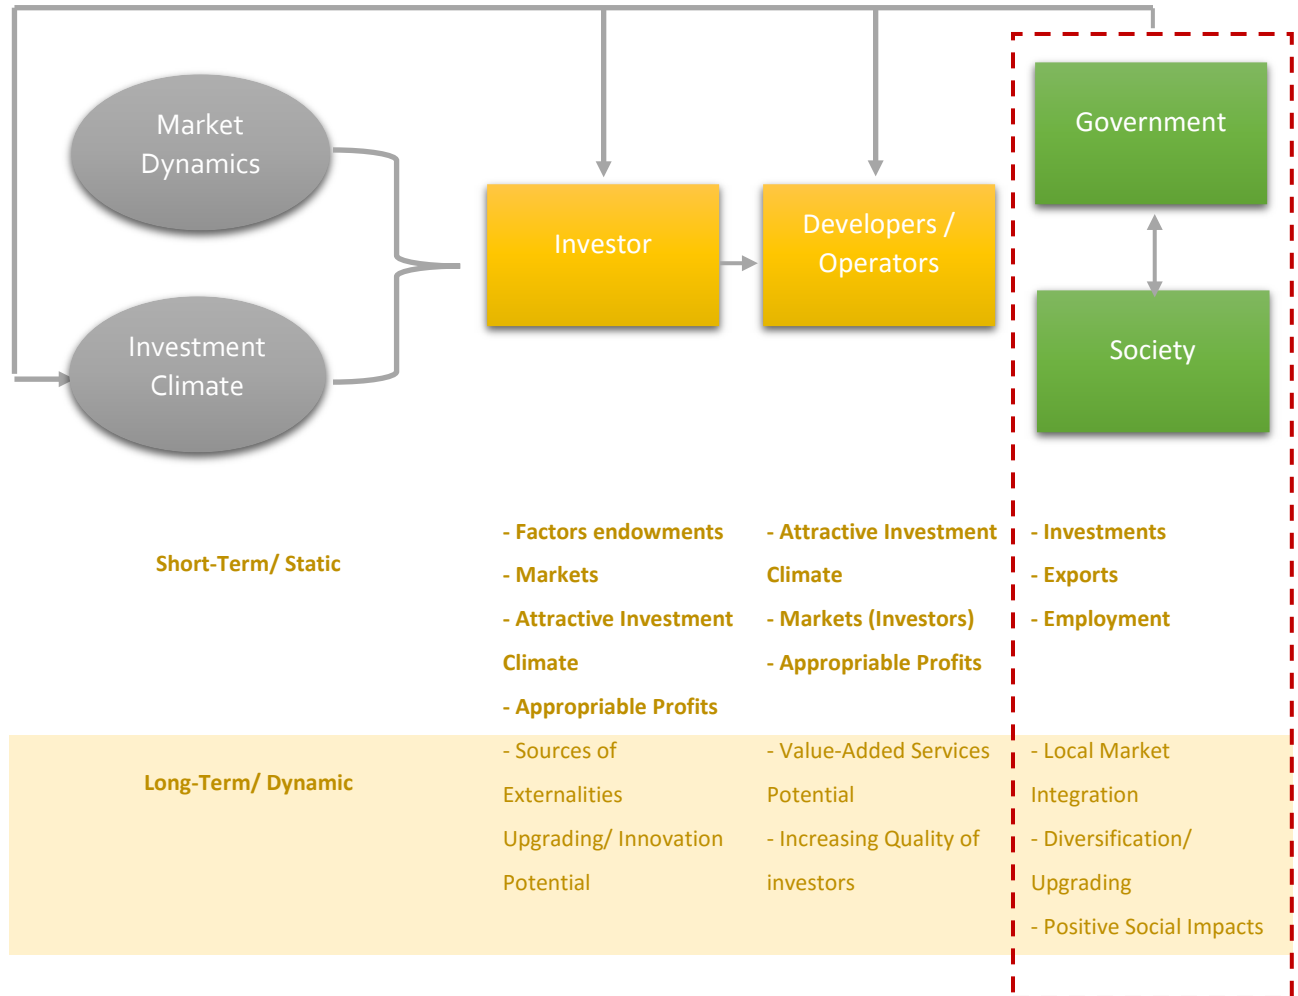 Market
Dynamics
Investment
Climate
Investor
Developers /
Operators
Government
Society
Short-Term/ Static
- Factors endowments
- Markets
- Attractive Investment
Climate
- Appropriable Profits
- Attractive Investment
Climate
- Markets (Investors)
- Appropriable Profits
- Investments
- Exports
- Employment
Long-Term/ Dynamic
- Sources of
Externalities
Upgrading/ Innovation
Potential
- Value-Added Services
Potential
- Increasing Quality of
investors
- Local Market
Integration
- Diversification/
Upgrading
- Positive Social Impacts